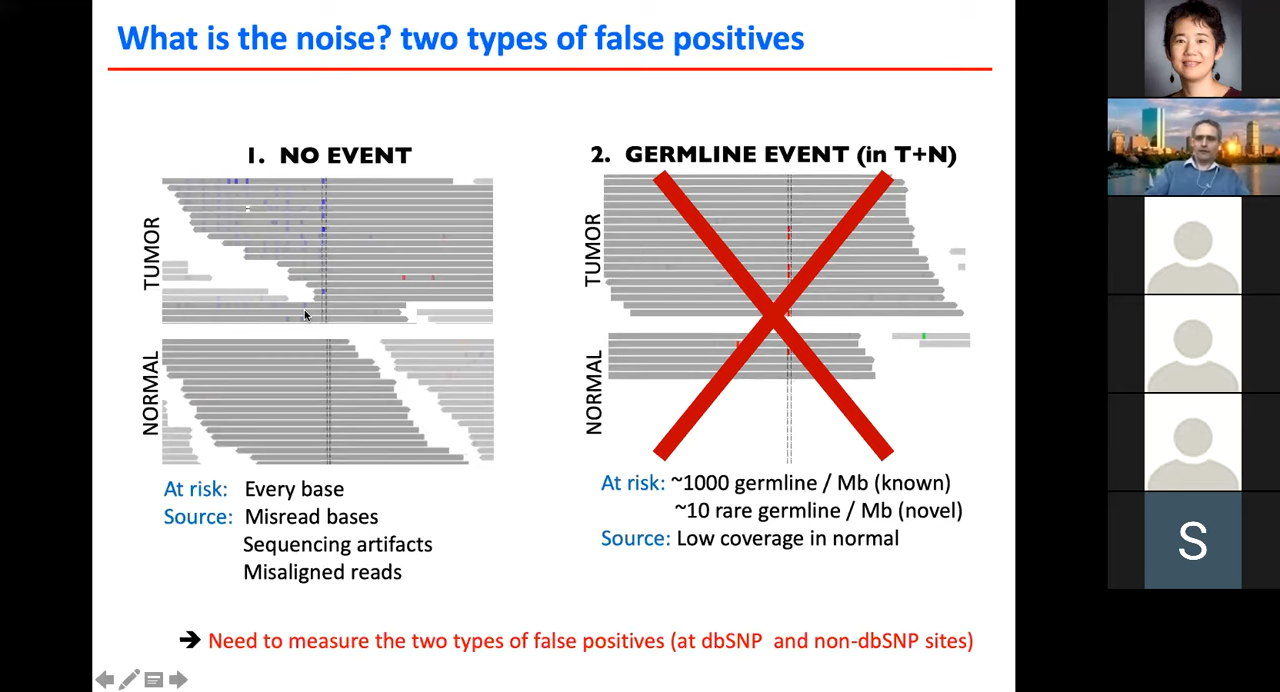 What is the noise? two types of false positives
1. NO EVENT
TUMOR
NORMAL
At risk: Every base
Source: Misread bases
Sequencing artifacts
Misaligned reads
2. GERMLINE EVENT (in T+N)
TUMOR
NORMAL
At risk: ~1000 germline / Mb (known)
~10 rare germline / Mb (novel)
Source: Low coverage in normal
➔ Need to measure the two types of false positives (at dbSNP and non-dbSNP sites)
S